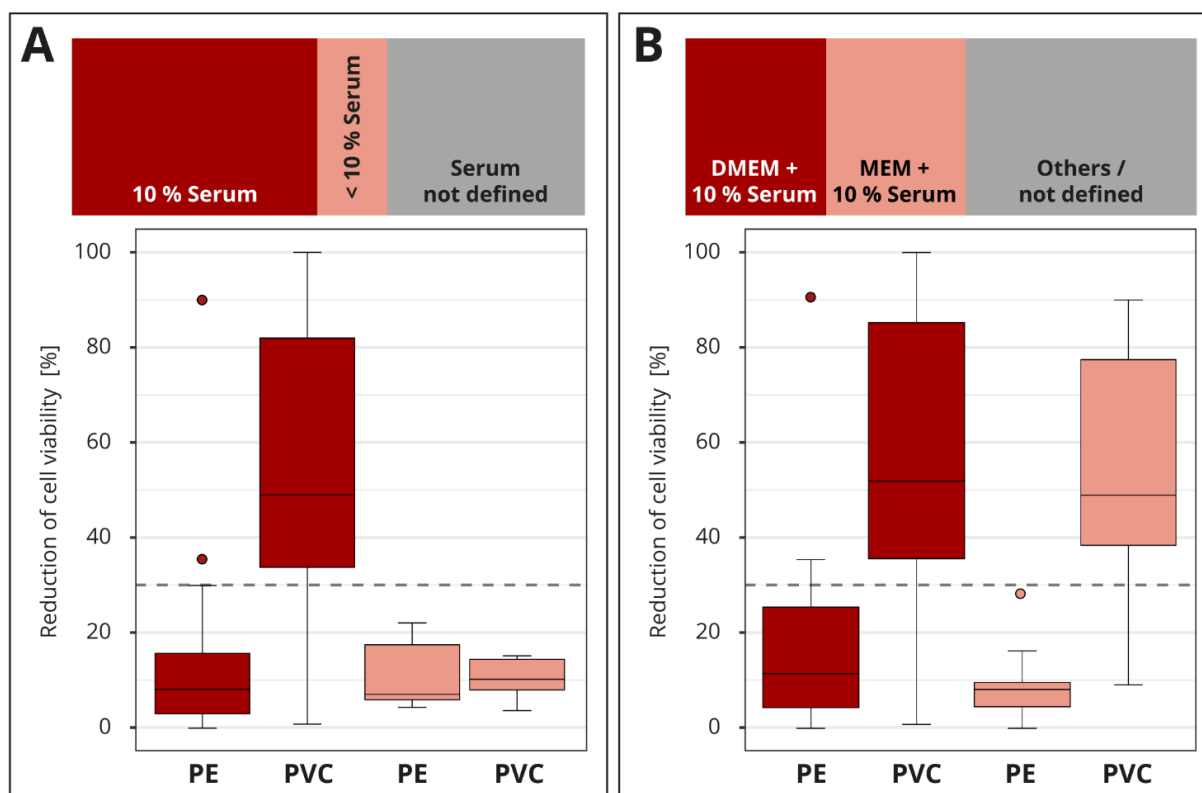 A
10 % Serum
< 10 % Serum
Serum
not defined
Reduction of cell viability [%]
100
80
60
40
20
0
PE
PVC
PE
PVC
B
DMEM +
10 % Serum
MEM +
10 % Serum
Others /
not defined
Reduction of cell viability [%]
100
80
60
40
20
0
PE
PVC
PE
PVC